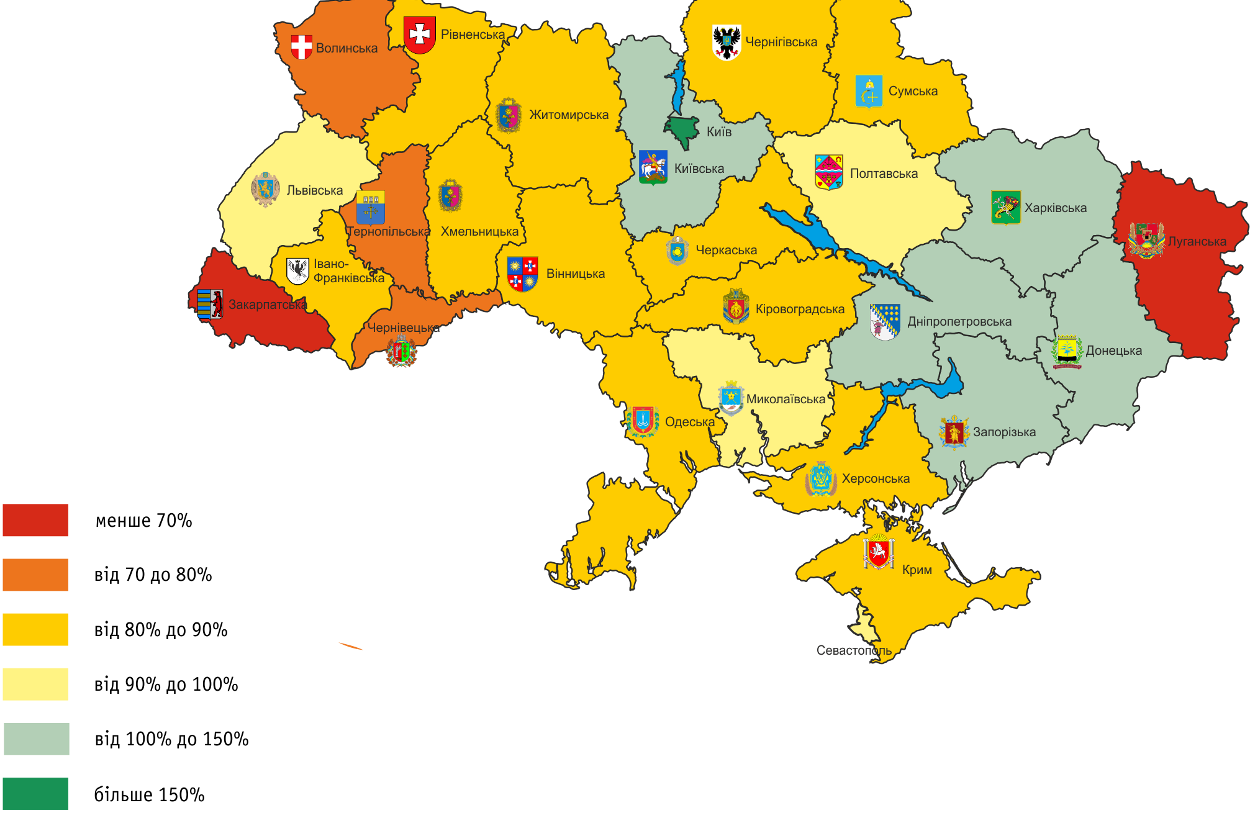 Волинська
Рівненська
Чернігівська
Сумська
Житомирська
Київ
Київська
Полтавська
Львівська
Тернопільська
Хмельницька
Харківська
Луганська
Івано-
Франківська
Вінницька
Черкаська
Закарпатська
Чернівецька
Кіровоградська
Дніпропетровська
Донецька
Миколаївська
Одеська
Запорізька
Херсонська
Крим
Севастополь
менше 70%
від 70 до 80%
від 80% до 90%
від 90% до 100%
від 100% до 150%
більше 150%